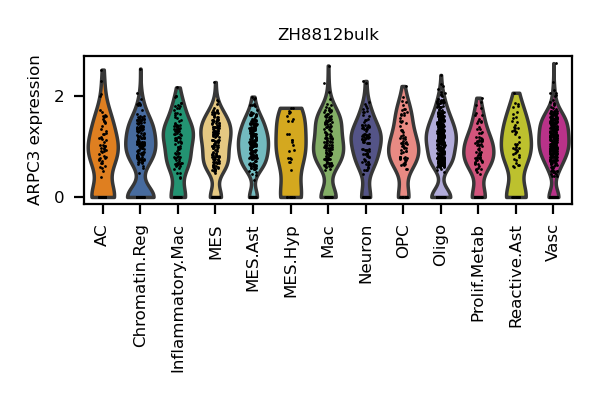 ZH8812bulk
ARPC3 expression
2
0
AC
Chromatin.Reg
Inflammatory.Mac
MES
MES.Ast
MES.Hyp
Mac
Neuron
OPC
Oligo
Prolif.Metab
Reactive.Ast
Vasc